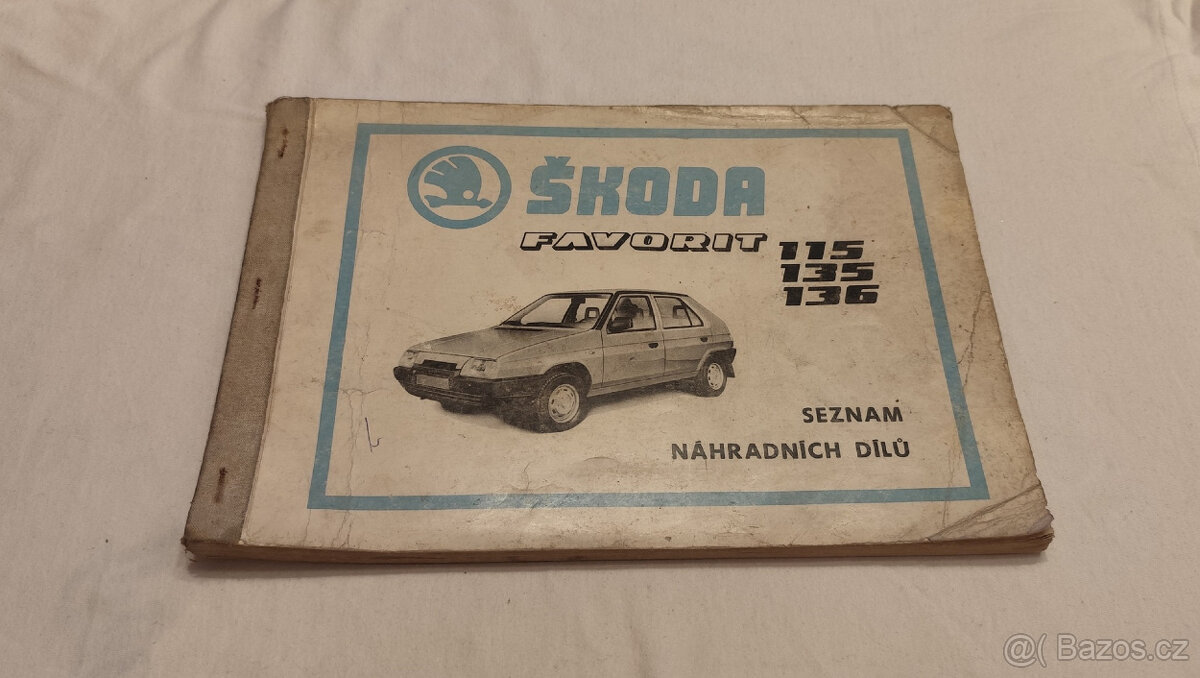 ŠKODA
FAVORIT 115
135
136
SEZNAM
NÁHRADNÍCH DÍLŮ
@( Bazos.cz